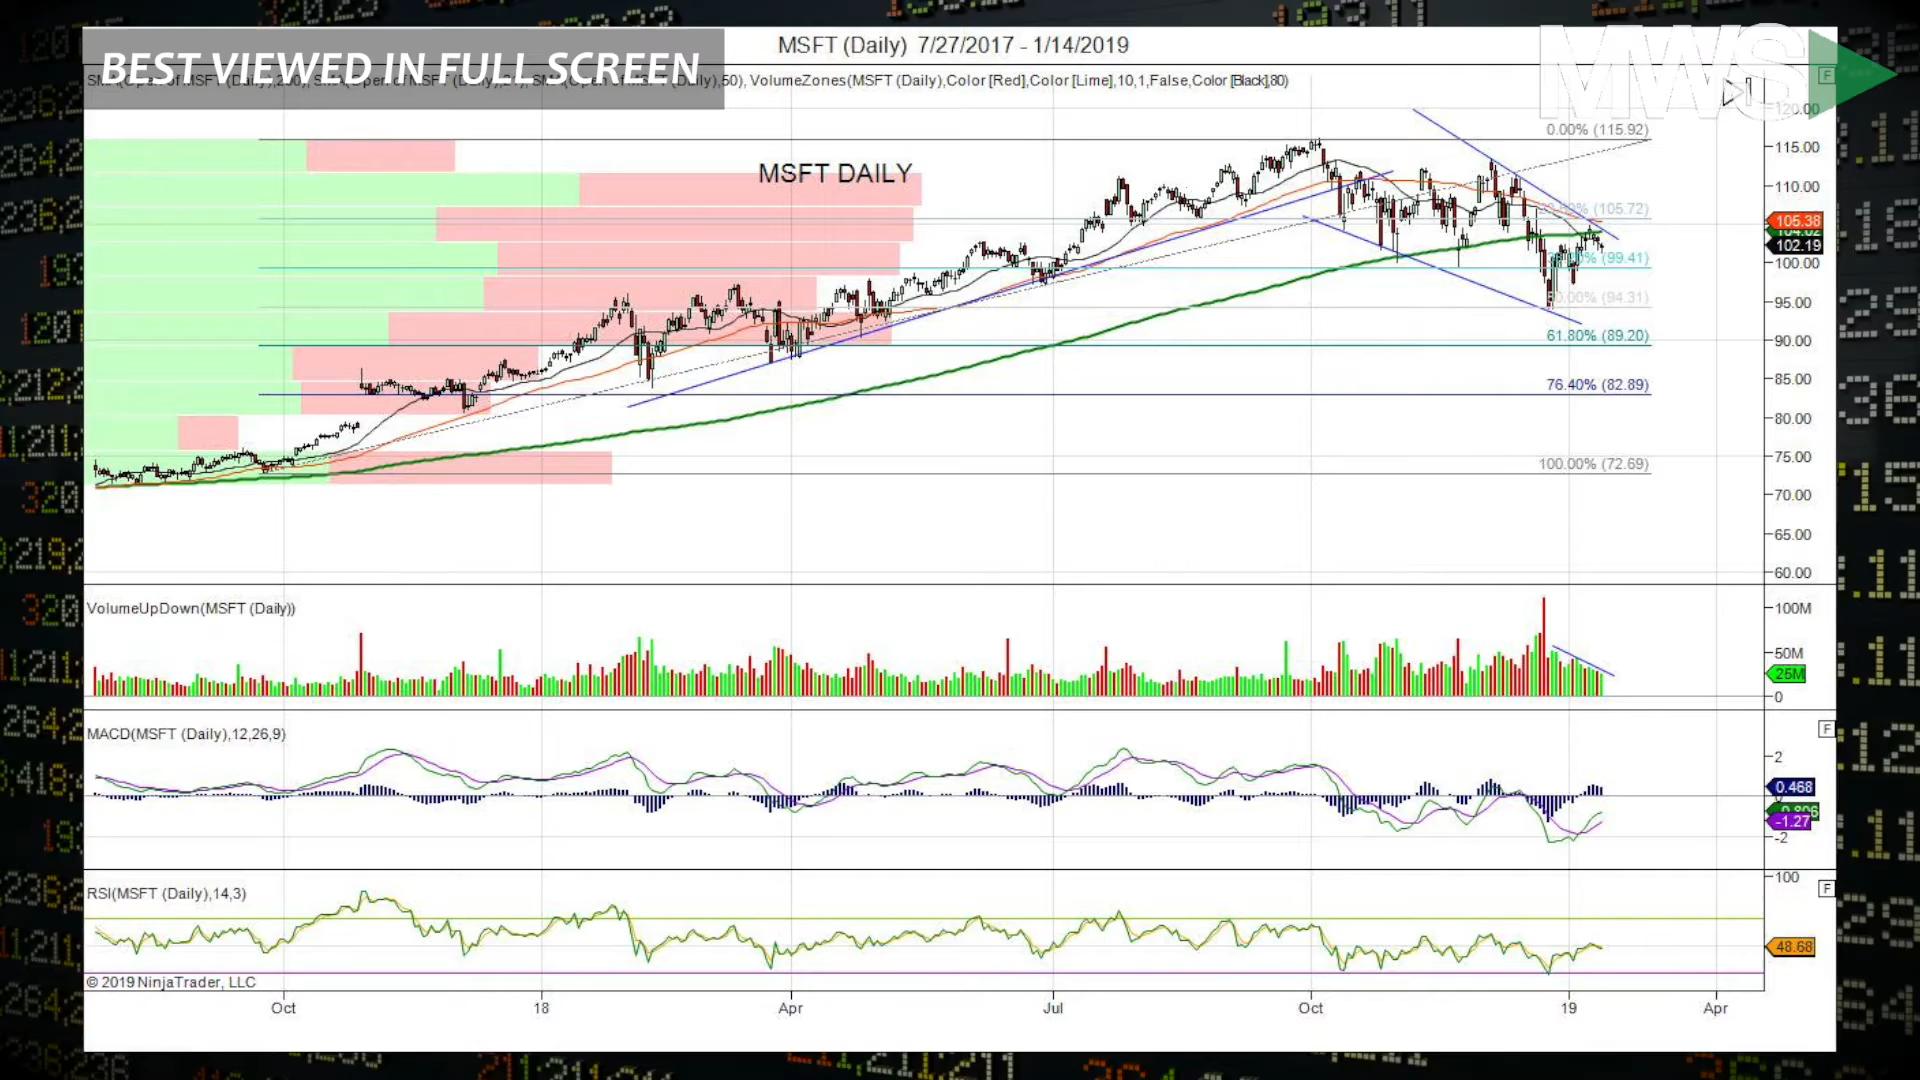 BEST VIEWED IN FULL SCREEN
MWS
MSFT (Daily) 7/27/2017 - 1/14/2019
VolumeZones(MSFT (Daily),Color [Red],Color [Lime],10,1,False,Color [Black],80)
F
MSFT DAILY
120.00
0.00% (115.92)
115.00
110.00
(105.72)
105.38
102.19
100.00
(99.41)
(94.31)
95.00
61.80% (89.20)
90.00
76.40% (82.89)
85.00
80.00
75.00
100.00% (72.69)
70.00
65.00
60.00
VolumeUpDown(MSFT (Daily))
100M
50M
25M
0
MACD(MSFT (Daily),12,26,9)
F
2
0.468
-1.27
-2
RSI(MSFT (Daily),14,3)
100
F
48.68
© 2019 NinjaTrader, LLC
Oct 18 Apr Jul Oct 19 Apr